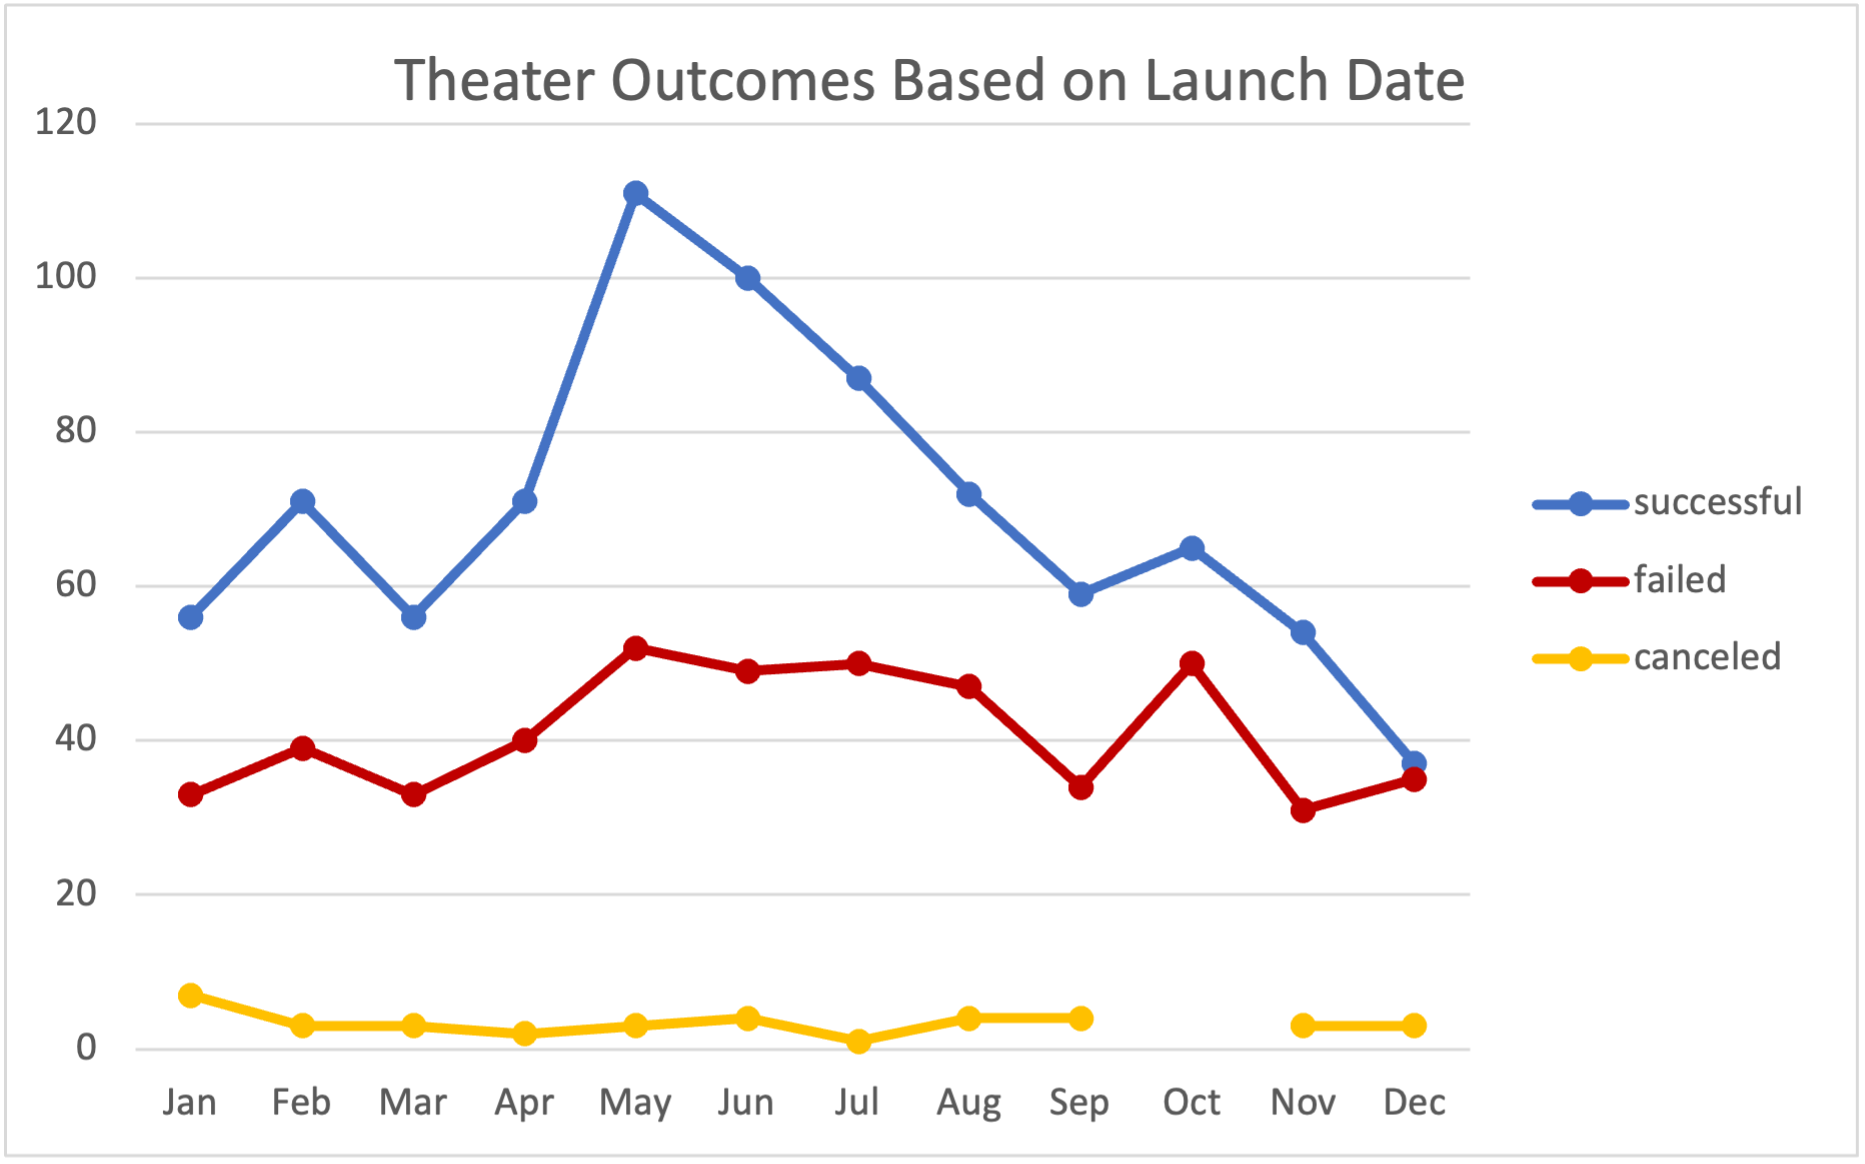 Theater Outcomes Based on Launch Date
120
100
80
60
40
20
0
Jan Feb Mar Apr May Jun Jul Aug Sep Oct Nov Dec
successful
failed
canceled